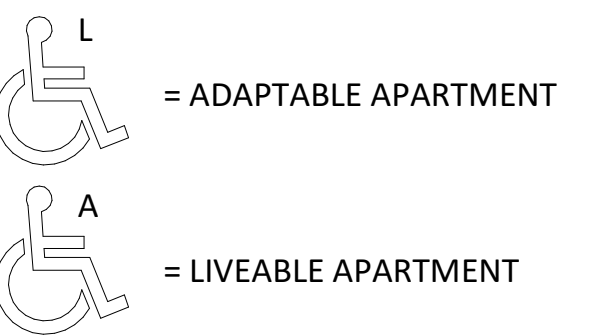 L
= ADAPTABLE APARTMENT
A
= LIVEABLE APARTMENT